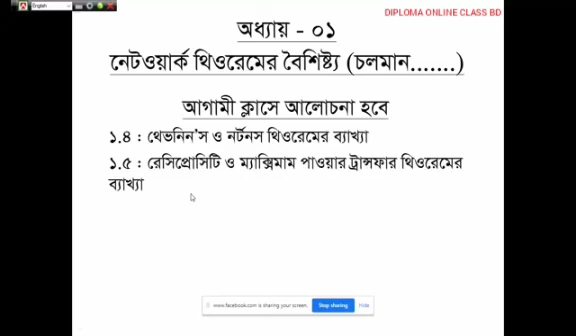 DIPLOMA ONLINE CLASS BD
English
অধ্যায় - ০১
নেটওয়ার্ক থিওরেমের বৈশিষ্ট্য (চলমান.......)
আগামী ক্লাসে আলোচনা হবে
১.৪ : থেভনিন'স ও নর্টনস থিওরেমের ব্যাখ্যা
১.৫ : রেসিপ্রোসিটি ও ম্যাক্সিমাম পাওয়ার ট্রান্সফার থিওরেমের
ব্যাখ্যা
www.facebook.com is sharing your screen. Stop sharing Hide